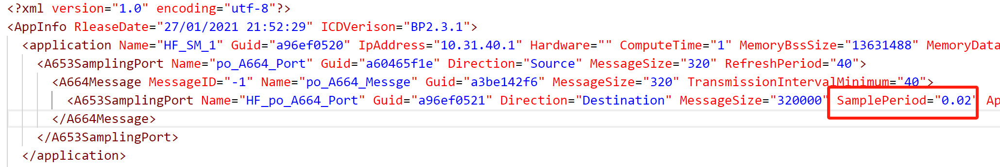 <?xml version="1.0" encoding="utf-8"?>
<AppInfo RleaseDate="27/01/2021 21:52:29" ICDVerison="BP2.3.1">
<application Name="HF_SM_1" Guid="a96ef0520" IpAddress="10.31.40.1" Hardware="" ComputeTime="1" MemoryBssSize="13631488" MemoryData
<A653SamplingPort Name="po_A664_Port" Guid="a60465f1e" Direction="Source" MessageSize="320" RefreshPeriod="40">
<A664Message MessageID="-1" Name="po_A664_Messge" Guid="a3be142f6" MessageSize="320" TransmissionIntervalMinimum="40">
<A653SamplingPort Name="HF_po_A664_Port" Guid="a96ef0521" Direction="Destination" MessageSize="320000" SamplePeriod="0.02" Ap
</A664Message>
</A653SamplingPort>
</application>